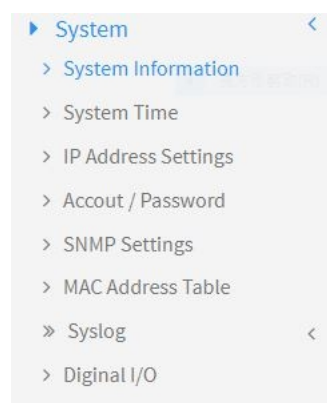 System
System Information
System Time
IP Address Settings
Accout / Password
SNMP Settings
MAC Address Table
Syslog
Diginal I/O